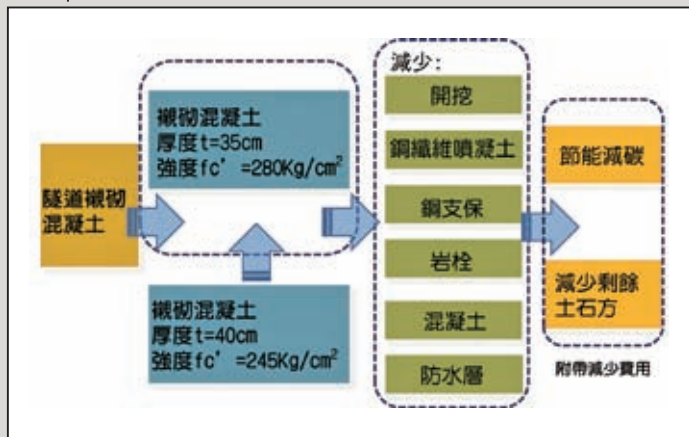 隧道襯砌
混凝土
襯砌混凝土
厚度t=35cm
強度fc’=280Kg/cm²
襯砌混凝土
厚度t=40cm
強度fc’=245Kg/cm²
減少:
開挖
鋼纖維噴凝土
鋼支保
岩栓
混凝土
防水層
節能減碳
減少剩餘
土石方
附帶減少費用